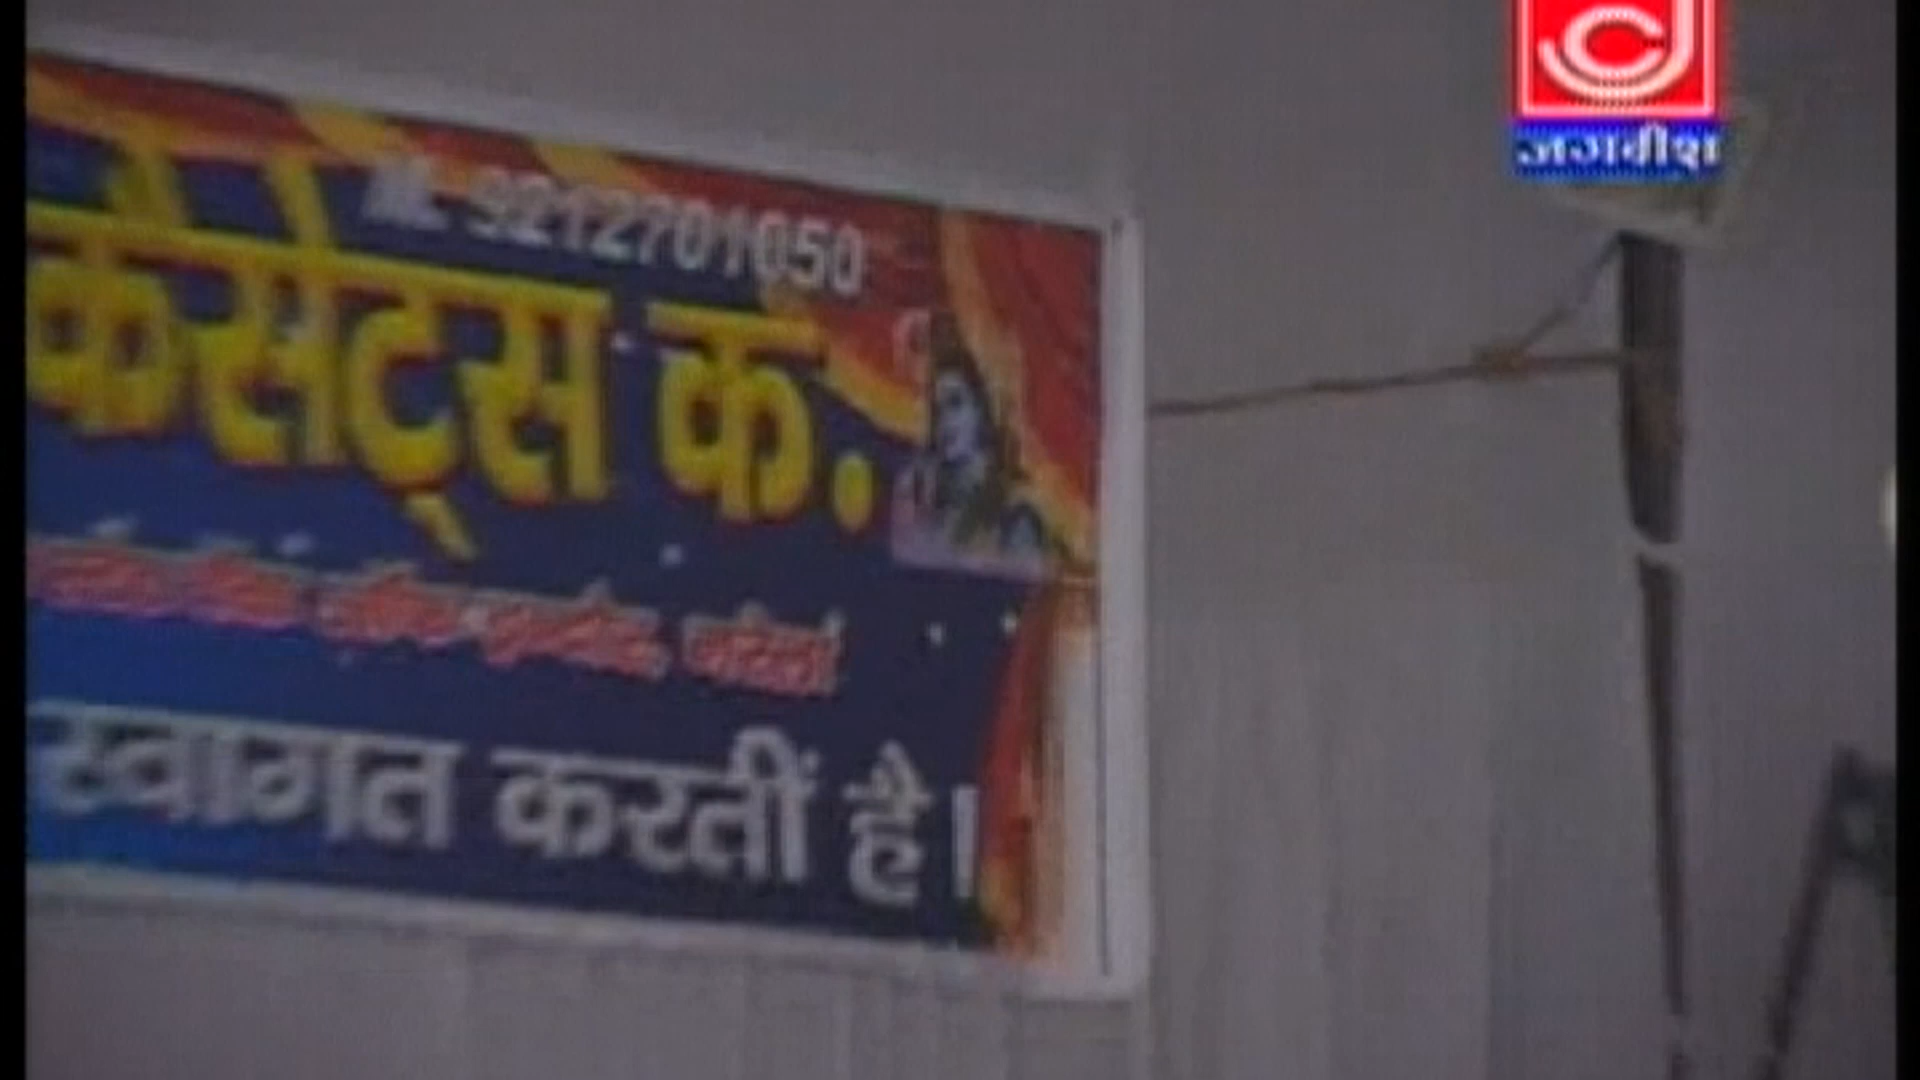 जगदीश
M.- 9212701050
कैसेट्स कं.
स्वागत करतीं है।